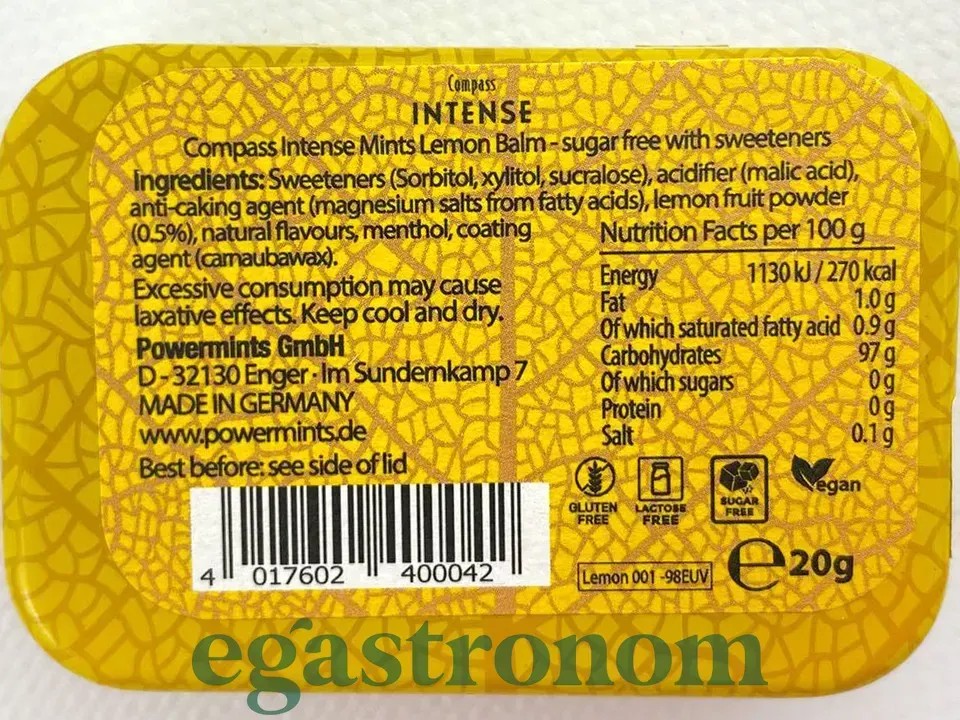 Compass
INTENSE
Compass Intense Mints Lemon Balm - sugar free with sweeteners
Ingredients: Sweeteners (Sorbitol, xylitol, sucralose), acidifier (malic acid),
anti-caking agent (magnesium salts from fatty acids), lemon fruit powder
(0.5%), natural flavours, menthol, coating
agent (carnaubawax).
Excessive consumption may cause
laxative effects. Keep cool and dry.
Powermints GmbH
D-32130 Enger · Im Sundernkamp 7
MADE IN GERMANY
www.powermints.de
Best before: see side of lid
Nutrition Facts per 100 g
Energy 1130 kJ / 270 kcal
Fat 1.0 g
Of which saturated fatty acid 0.9 g
Carbohydrates 97 g
Of which sugars 0 g
Protein 0 g
Salt 0.1 g
GLUTEN FREE
LACTOSE FREE
SUGAR FREE
Vegan
4 017602 400042
Lemon 001 -98EUV
e 20g
egastronom